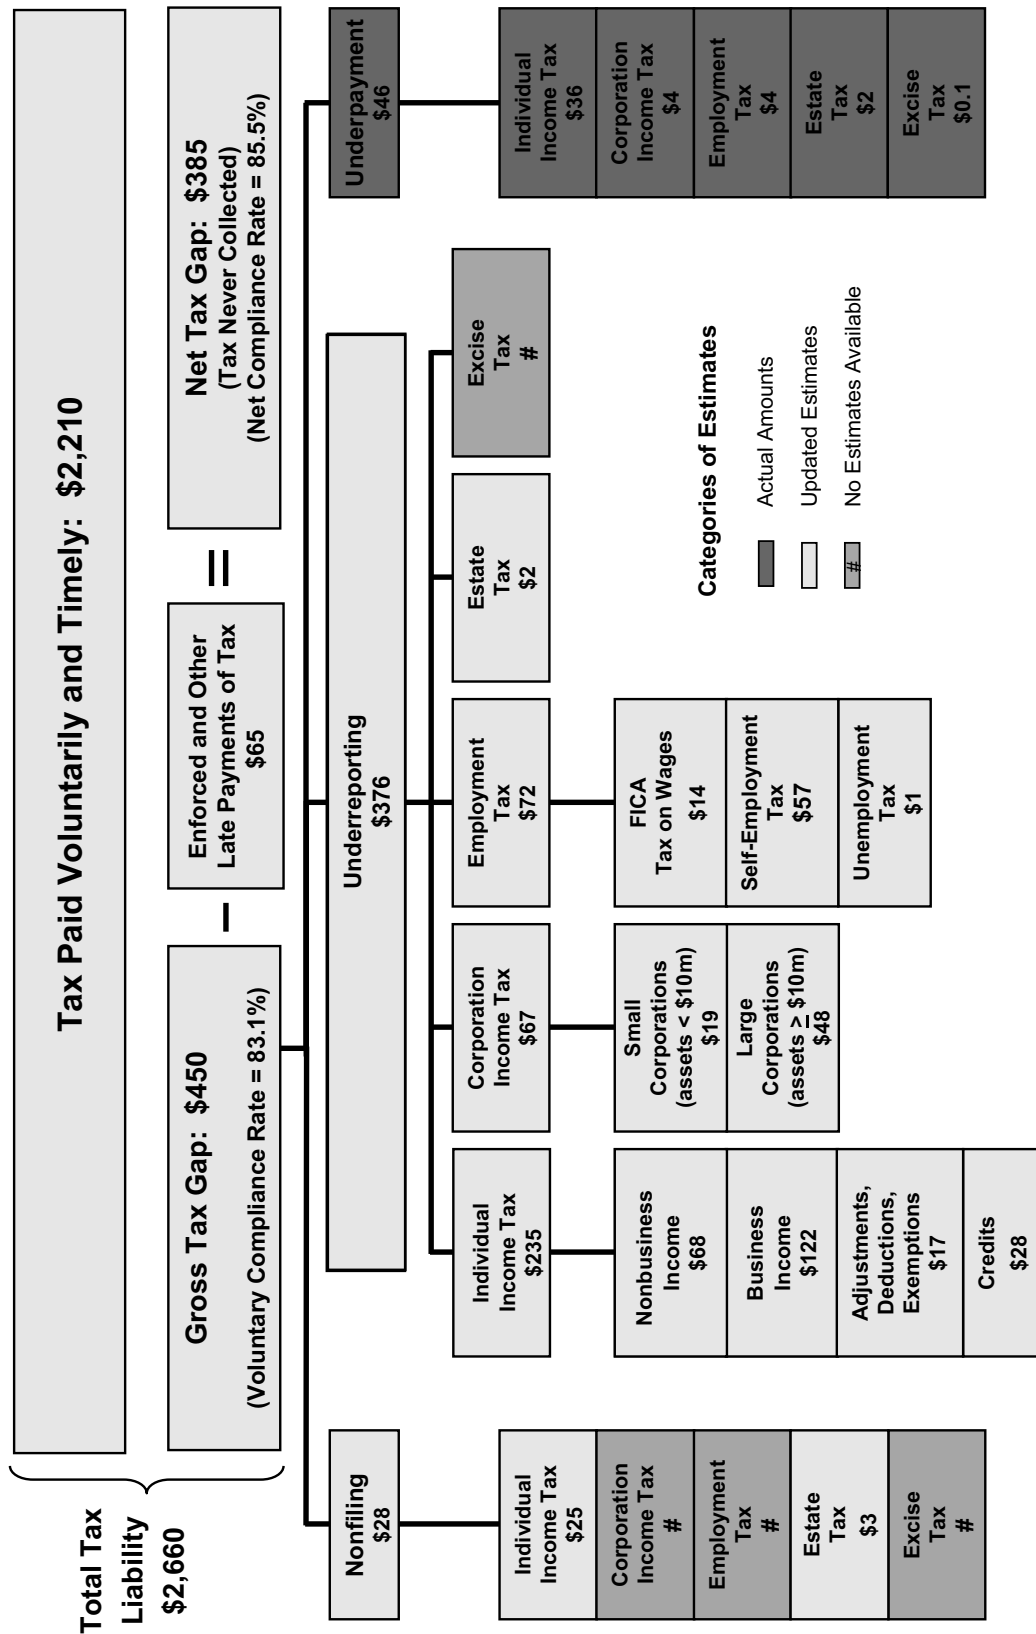 Total Tax
Liability
$2,660
Tax Paid Voluntarily and Timely: $2,210
Gross Tax Gap: $450
(Voluntary Compliance Rate = 83.1%)
–
Enforced and Other
Late Payments of Tax
$65
=
Net Tax Gap: $385
(Tax Never Collected)
(Net Compliance Rate = 85.5%)
Nonfiling
$28
Individual
Income Tax
$25
Corporation
Income Tax
#
Employment
Tax
#
Estate
Tax
$3
Excise
Tax
#
Underreporting
$376
Individual
Income Tax
$235
Nonbusiness
Income
$68
Business
Income
$122
Adjustments,
Deductions,
Exemptions
$17
Credits
$28
Corporation
Income Tax
$67
Small
Corporations
(assets < $10m)
$19
Large
Corporations
(assets ≥ $10m)
$48
Employment
Tax
$72
FICA
Tax on Wages
$14
Self-Employment
Tax
$57
Unemployment
Tax
$1
Estate
Tax
$2
Excise
Tax
#
Underpayment
$46
Individual
Income Tax
$36
Corporation
Income Tax
$4
Employment
Tax
$4
Estate
Tax
$2
Excise
Tax
$0.1
Categories of Estimates
Actual Amounts
Updated Estimates
# No Estimates Available